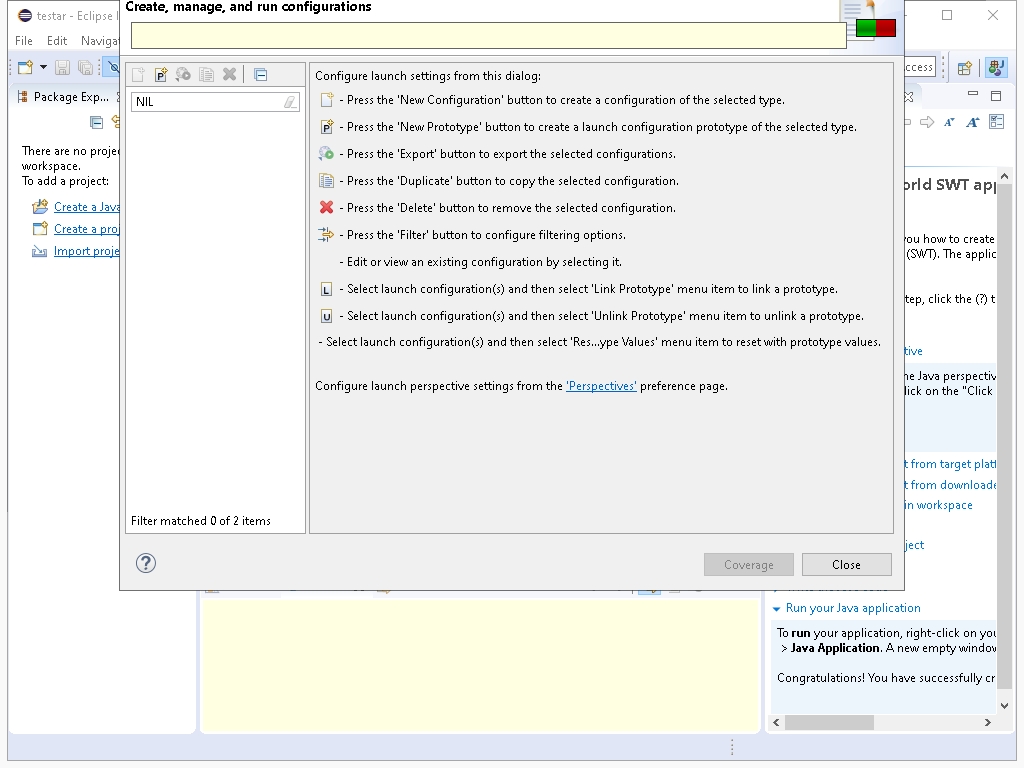 Create, manage, and run configurations
testar - Eclipse I
File Edit Naviga
ccess
Package Exp...
There are no proje
workspace.
To add a project:
Create a Java
Create a proj
Import proje
NIL
Filter matched 0 of 2 items
Configure launch settings from this dialog:
- Press the 'New Configuration' button to create a configuration of the selected type.
- Press the 'New Prototype' button to create a launch configuration prototype of the selected type.
- Press the 'Export' button to export the selected configurations.
- Press the 'Duplicate' button to copy the selected configuration.
- Press the 'Delete' button to remove the selected configuration.
- Press the 'Filter' button to configure filtering options.
- Edit or view an existing configuration by selecting it.
L - Select launch configuration(s) and then select 'Link Prototype' menu item to link a prototype.
U - Select launch configuration(s) and then select 'Unlink Prototype' menu item to unlink a prototype.
- Select launch configuration(s) and then select 'Res...ype Values' menu item to reset with prototype values.
Configure launch perspective settings from the 'Perspectives' preference page.
Coverage Close
orld SWT app
you how to create
(SWT). The applic
tep, click the (?) t
tive
he Java perspectiv
lick on the "Click
t from target platt
t from downloade
in workspace
ject
Run your Java application
To run your application, right-click on you
> Java Application. A new empty window
Congratulations! You have successfully cr